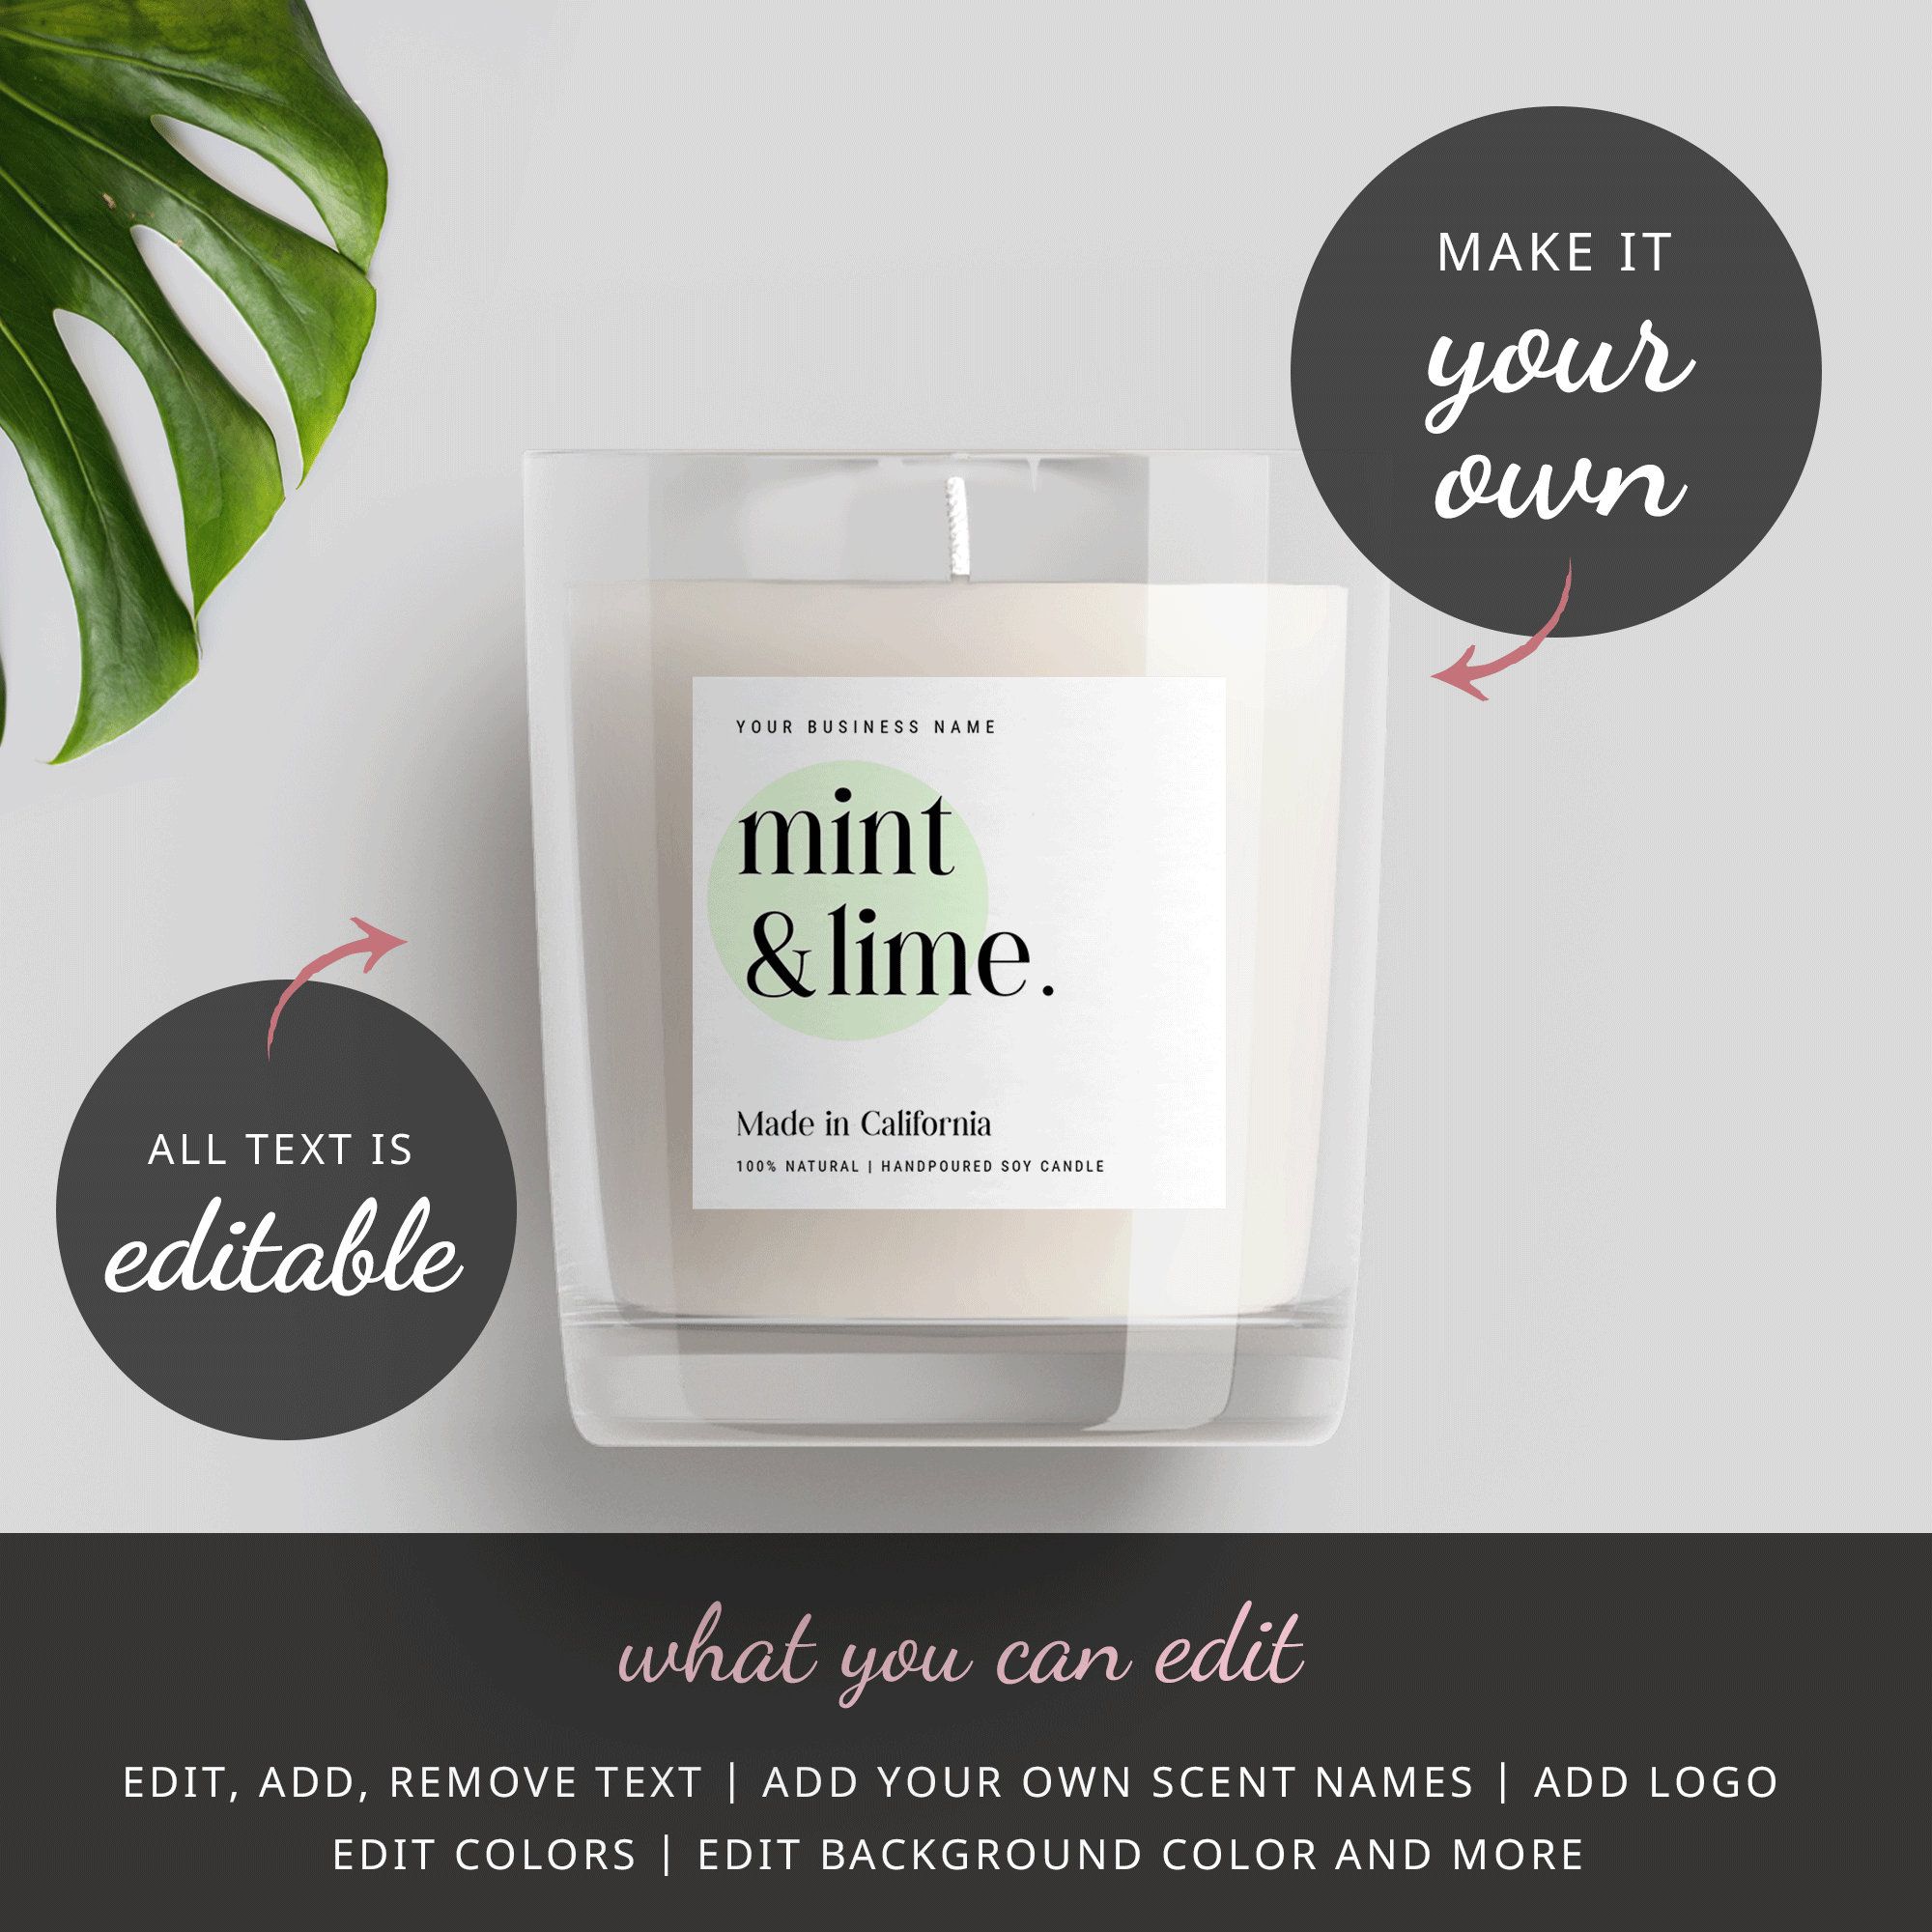 MAKE IT
your
own
YOUR BUSINESS NAME
mint
&lime.
Made in California
100% NATURAL | HANDPOURED SOY CANDLE
ALL TEXT IS
editable
what you can edit
EDIT, ADD, REMOVE TEXT | ADD YOUR OWN SCENT NAMES | ADD LOGO
EDIT COLORS | EDIT BACKGROUND COLOR AND MORE